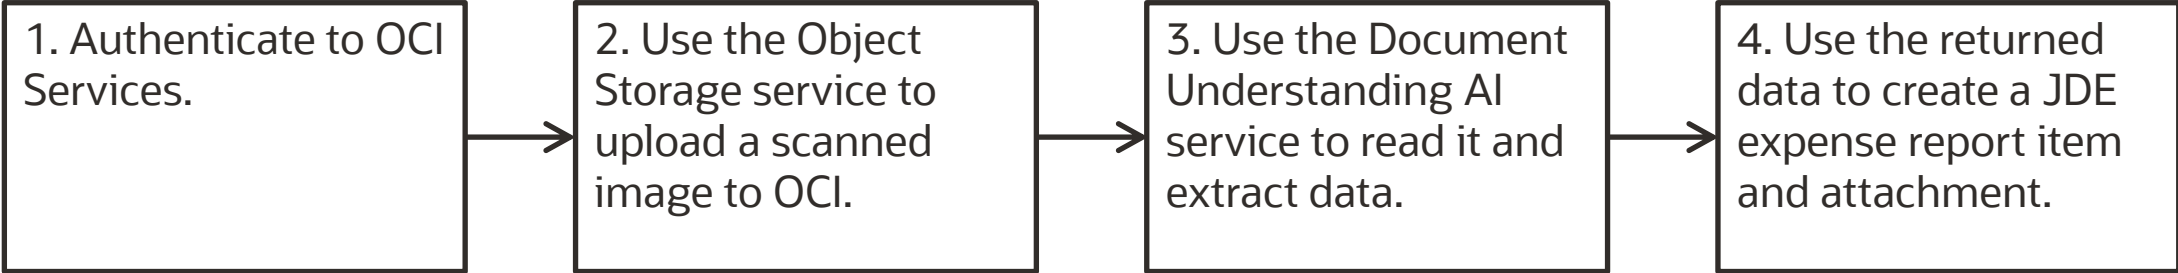 1. Authenticate to OCI
Services.
2. Use the Object
Storage service to
upload a scanned
image to OCI.
3. Use the Document
Understanding AI
service to read it and
extract data.
4. Use the returned
data to create a JDE
expense report item
and attachment.